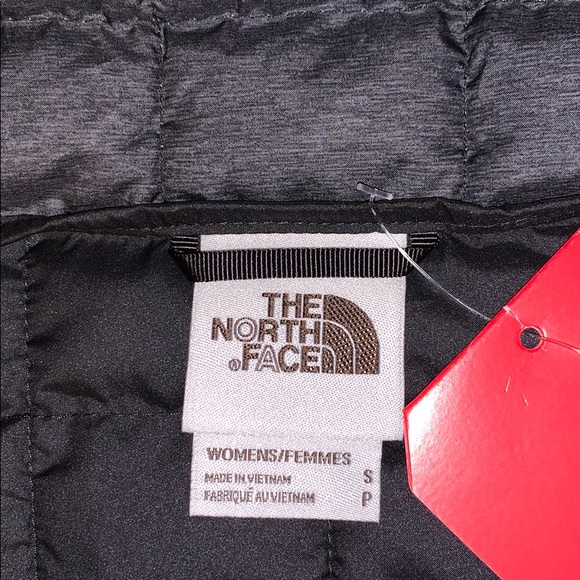 THE
NORTH
®FACE
WOMENS/FEMMES
MADE IN VIETNAM S
FABRIQUÉ AU VIETNAM P